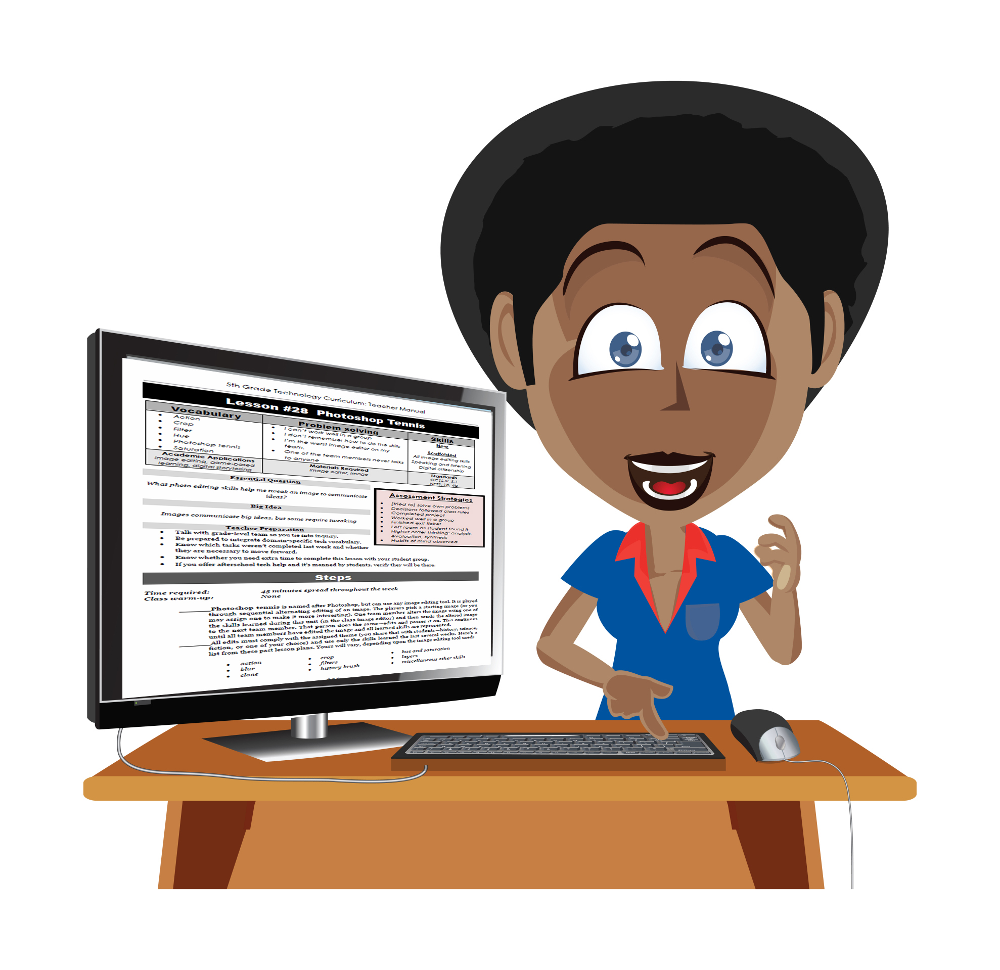 5th Grade Technology Curriculum: Teacher Manual
Lesson #28 Photoshop Tennis
Vocabulary
Action
Crop
Filter
Hue
Photoshop tennis
Saturation
Problem solving
I can't work well in a group
I don't remember how to do the skills
I'm the worst image editor on my
team.
One of the team members never talks
to anyone
Skills
New
Scaffolded
All image editing skills
Speaking and listening
Digital citizenship
Academic Applications
Image editing, game-based
learning, digital storytelling
Materials Required
Image editor, image
Standards
CCSS.SL.5.1
NETS: 1b, 6b
Essential Question
What photo editing skills help me tweak an image to communicate
ideas?
Big Idea
Images communicate big ideas, but some require tweaking
Teacher Preparation
Talk with grade-level team so you tie into inquiry.
Be prepared to integrate domain-specific tech vocabulary.
Know which tasks weren't completed last week and whether
they are necessary to move forward.
Know whether you need extra time to complete this lesson with your student group.
If you offer afterschool tech help and it's manned by students, verify they will be there.
Assessment Strategies
[tried to] solve own problems
Decisions followed class rules
Completed project
Worked well in a group
Finished exit ticket
Left room as student found it
Higher order thinking: analysis,
evaluation, synthesis
Habits of mind observed
Steps
Time required: 45 minutes spread throughout the week
Class warm-up: None
Photoshop tennis is named after Photoshop, but can use any image editing tool. It is played
through sequential alternating editing of an image. The players pick a starting image (or you
may assign one to make it more interesting). One team member alters the image using one of
the skills learned during this unit (in the class image editor) and then sends the altered image
to the next team member. That person does the same—edits and passes it on. This continues
until all team members have edited the image and all learned skills are represented.
All edits must comply with the assigned theme (you share that with students—history, science,
fiction, or one of your choice) and use only the skills learned the last several weeks. Here's a
list from these past lesson plans. Yours will vary, depending upon the image editing tool used:
action
blur
clone
crop
filters
history brush
hue and saturation
layers
miscellaneous other skills